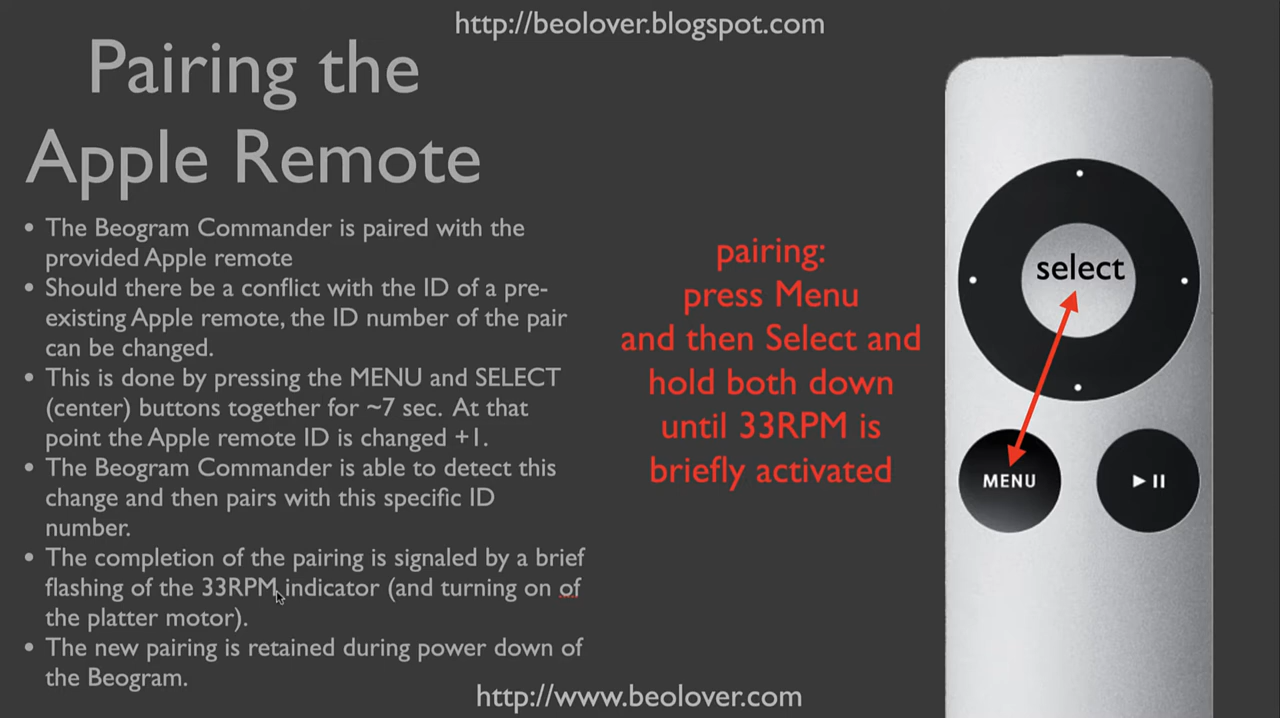 http://beolover.blogspot.com
Pairing the
Apple Remote
• The Beogram Commander is paired with the
provided Apple remote
• Should there be a conflict with the ID of a pre-
existing Apple remote, the ID number of the pair
can be changed.
• This is done by pressing the MENU and SELECT
(center) buttons together for ~7 sec. At that
point the Apple remote ID is changed +1.
• The Beogram Commander is able to detect this
change and then pairs with this specific ID
number.
• The completion of the pairing is signaled by a brief
flashing of the 33RPM indicator (and turning on of
the platter motor).
• The new pairing is retained during power down of
the Beogram.
pairing:
press Menu
and then Select and
hold both down
until 33RPM is
briefly activated
select
MENU
http://www.beolover.com